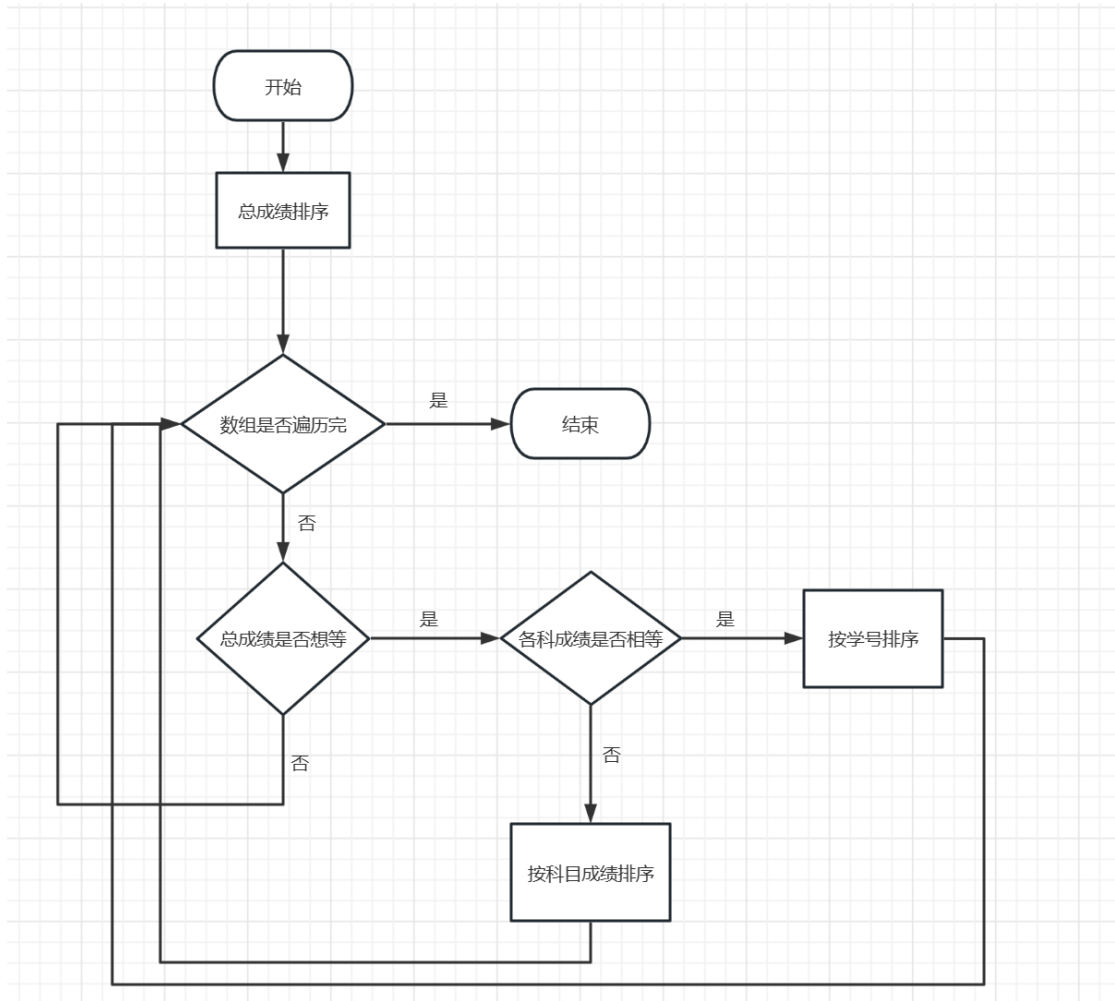 开始
总成绩排序
数组是否遍历完
是
结束
否
总成绩是否想等
是
各科成绩是否相等
是
按学号排序
否
否
按科目成绩排序